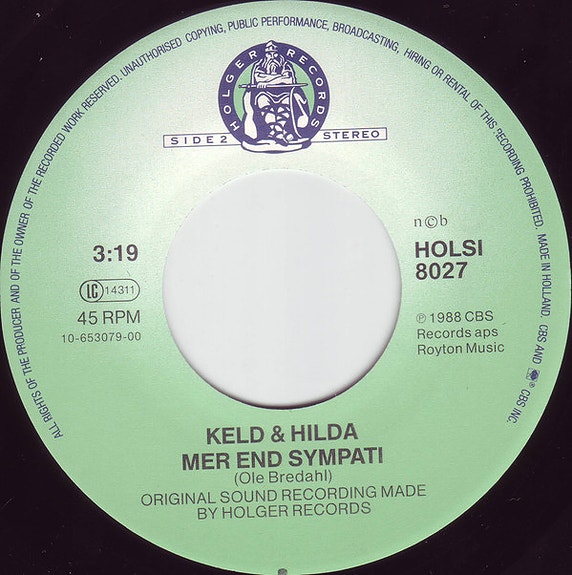 ALL RIGHTS OF THE PRODUCER AND OF THE OWNER OF THE RECORDED WORK RESERVED. UNAUTHORISED COPYING, PUBLIC PERFORMANCE, BROADCASTING, HIRING OR RENTAL OF THIS RECORDING PROHIBITED. MADE IN HOLLAND. CBS AND ® CBS INC.
HOLGER RECORDS
SIDE 2 STEREO
n©b
3:19
HOLSI
8027
LC 14311
45 RPM
10-653079-00
℗ 1988 CBS
Records aps
Royton Music
KELD & HILDA
MER END SYMPATI
(Ole Bredahl)
ORIGINAL SOUND RECORDING MADE
BY HOLGER RECORDS